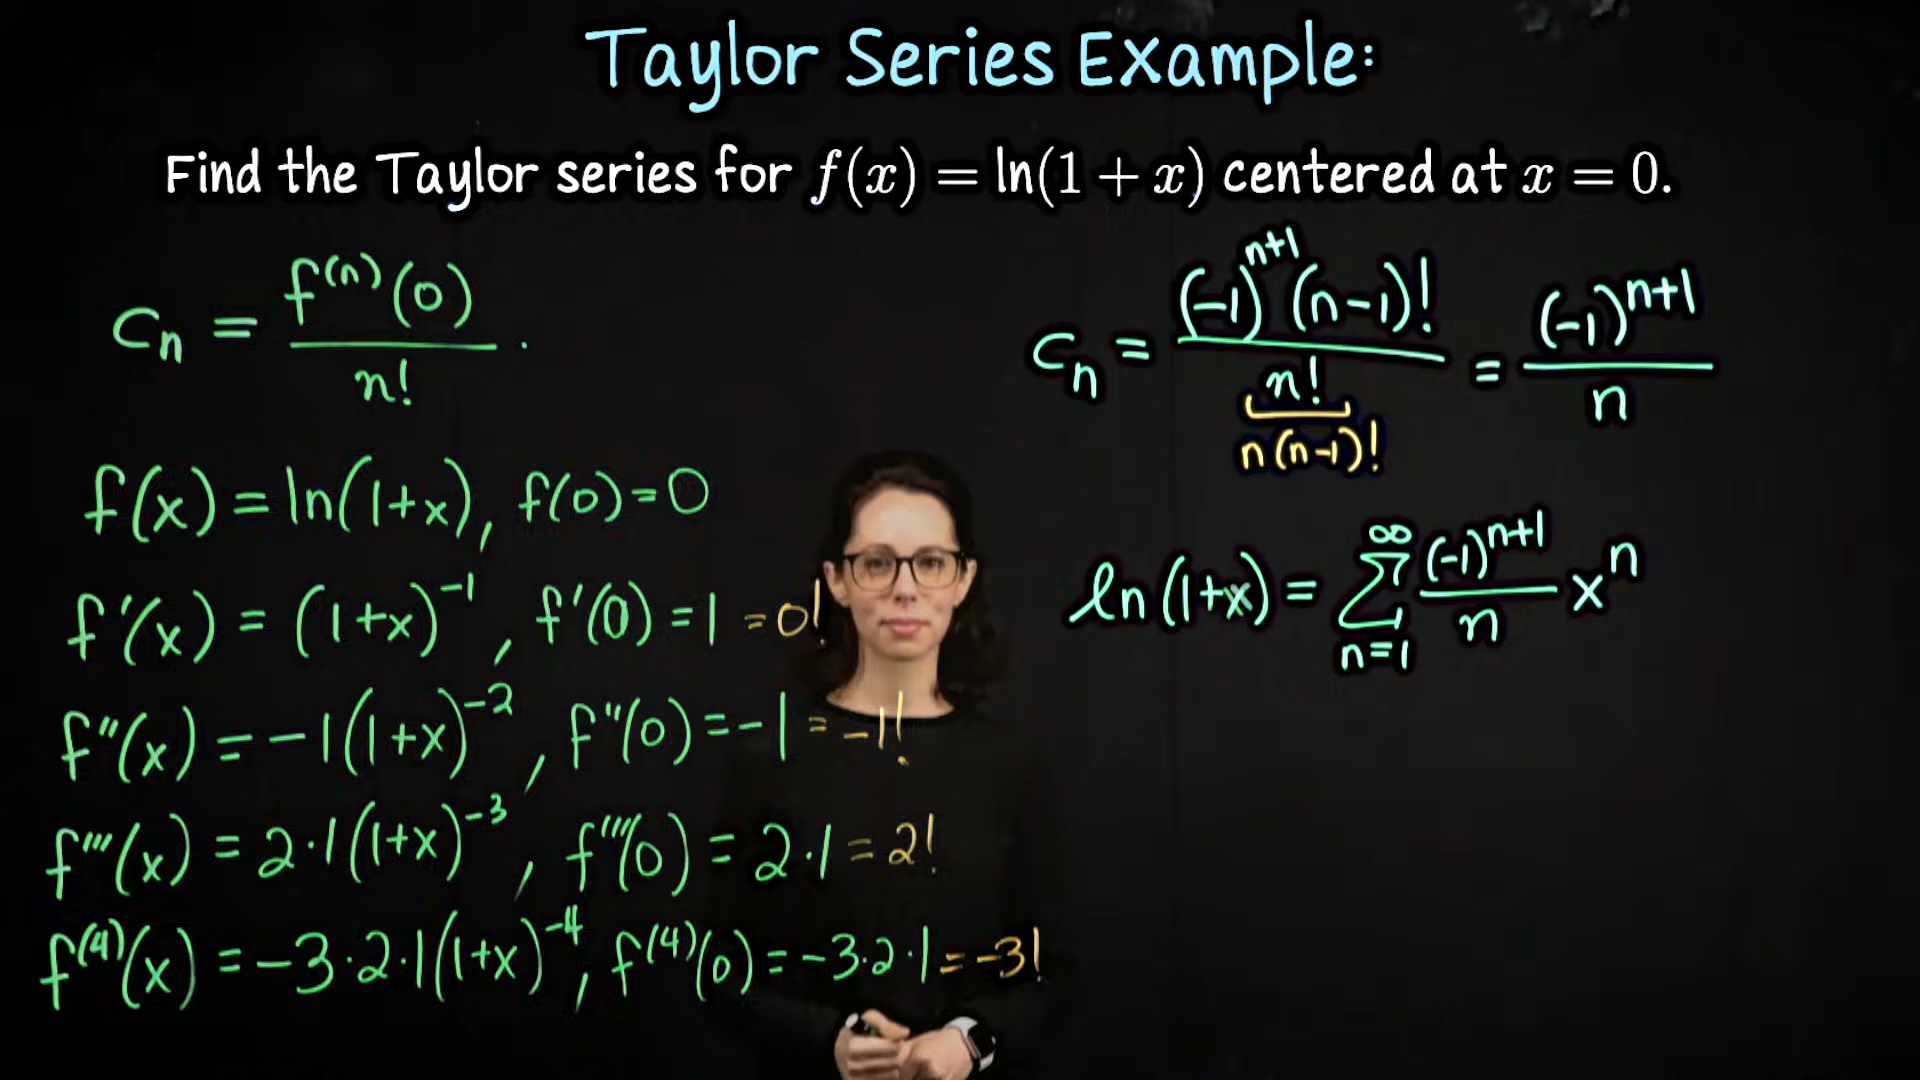 Taylor Series Example:
Find the Taylor series for f(x) = ln(1 + x) centered at x = 0.
Cₙ = f⁽ⁿ⁾(0) / n! .
f(x) = ln(1+x), f(0) = 0
f'(x) = (1+x)⁻¹, f'(0) = 1 = 0!
f''(x) = -1(1+x)⁻², f''(0) = -1 = -1!
f'''(x) = 2·1(1+x)⁻³, f'''(0) = 2·1 = 2!
f⁽⁴⁾(x) = -3·2·1(1+x)⁻⁴, f⁽⁴⁾(0) = -3·2·1 = -3!
Cₙ = (-1)ⁿ⁺¹ (n-1)! / n! = (-1)ⁿ⁺¹ / n
n(n-1)!
ln(1+x) = ∞ Σ n=1 (-1)ⁿ⁺¹ / n xⁿ